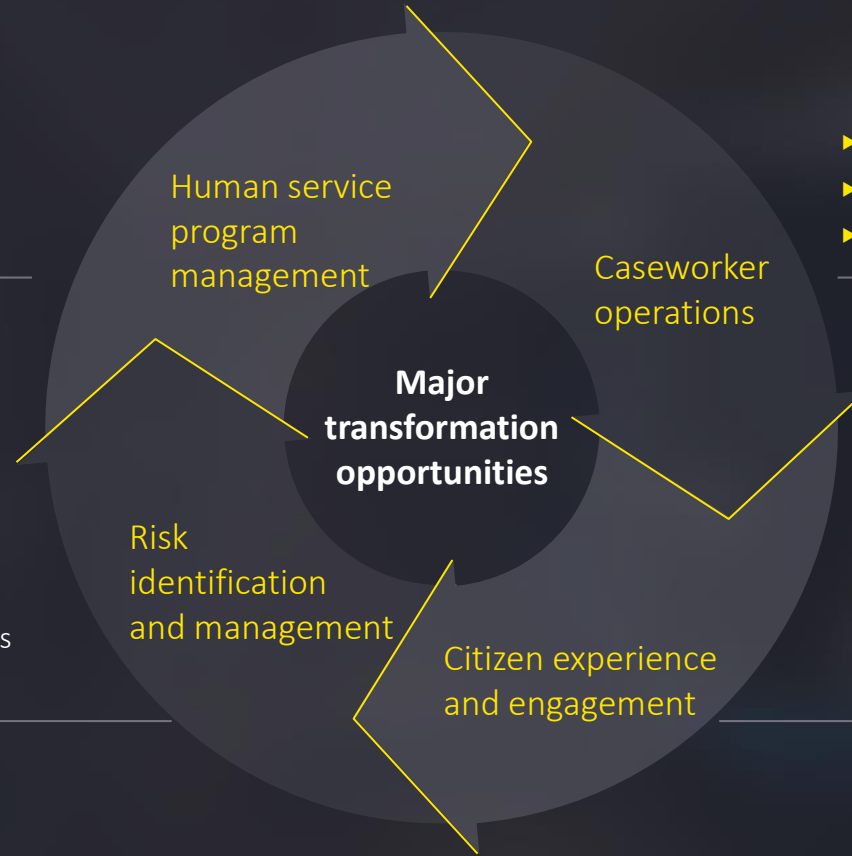 Human service
program
management
Caseworker
operations
Major
transformation
opportunities
Risk
identification
and management
s
Citizen experience
and engagement